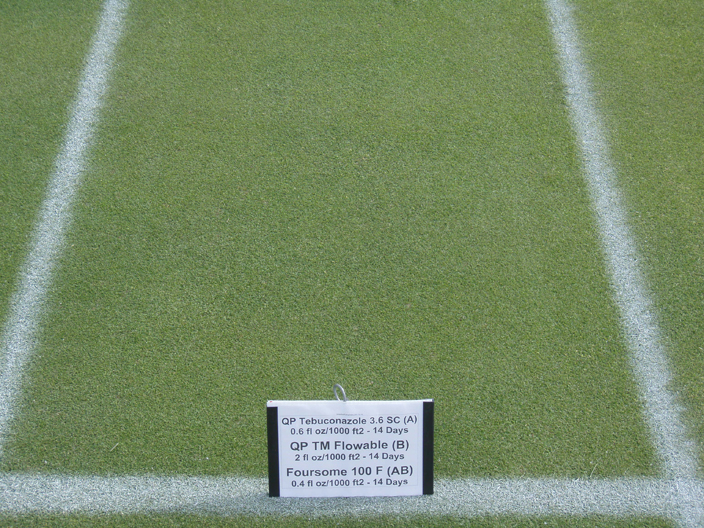 QP Tebuconazole 3.6 SC (A)
0.6 fl oz/1000 ft2 - 14 Days
QP TM Flowable (B)
2 fl oz/1000 ft2 - 14 Days
Foursome 100 F (AB)
0.4 fl oz/1000 ft2 - 14 Days